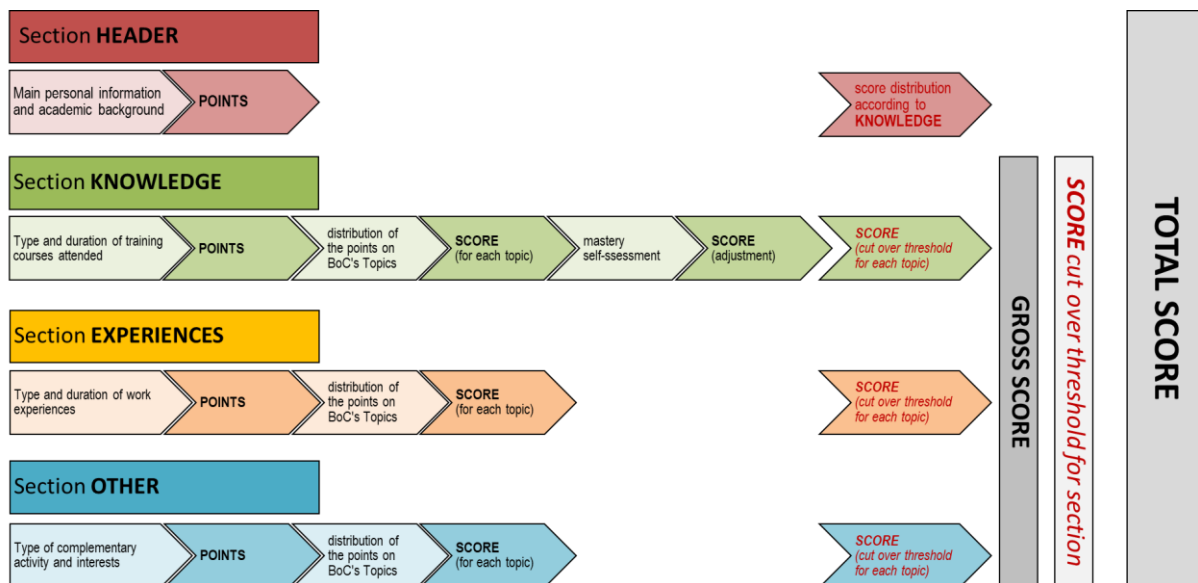 Section HEADER
Main personal information
and academic background
POINTS
score distribution
according to
KNOWLEDGE
Section KNOWLEDGE
Type and duration of training
courses attended
POINTS
distribution of
the points on
BoC's Topics
SCORE
(for each topic)
mastery
self-ssessment
SCORE
(adjustment)
SCORE
(cut over threshold
for each topic)
Section EXPERIENCES
Type and duration of work
experiences
POINTS
distribution of
the points on
BoC's Topics
SCORE
(for each topic)
SCORE
(cut over threshold
for each topic)
Section OTHER
Type of complementary
activity and interests
POINTS
distribution of
the points on
BoC's Topics
SCORE
(for each topic)
SCORE
(cut over threshold
for each topic)
GROSS SCORE
SCORE cut over threshold for section
TOTAL SCORE